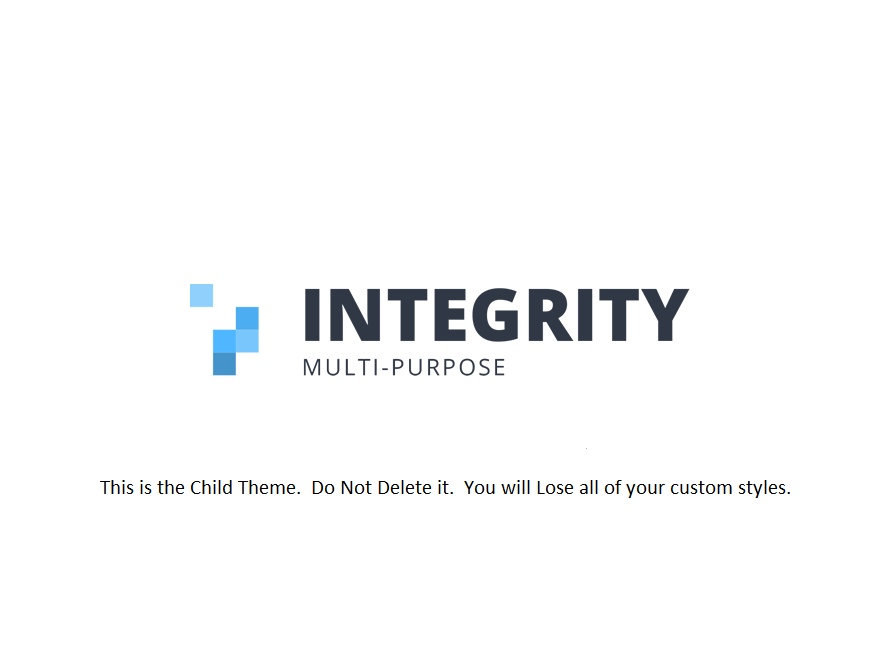 INTEGRITY
MULTI-PURPOSE
This is the Child Theme.  Do Not Delete it.  You will Lose all of your custom styles.